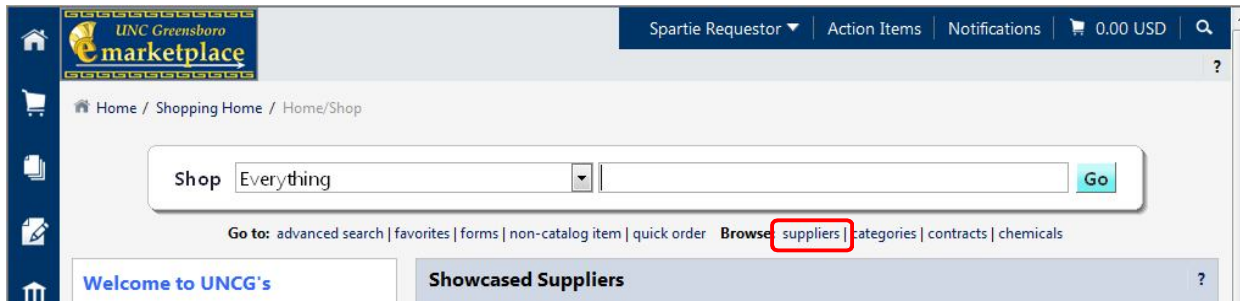 UNC Greensboro
emarketplace
Spartie Requestor ▼ | Action Items | Notifications | 0.00 USD
?
Home / Shopping Home / Home/Shop
Shop Everything Go
Go to: advanced search | favorites | forms | non-catalog item | quick order Browse: suppliers | categories | contracts | chemicals
Welcome to UNCG's
Showcased Suppliers ?